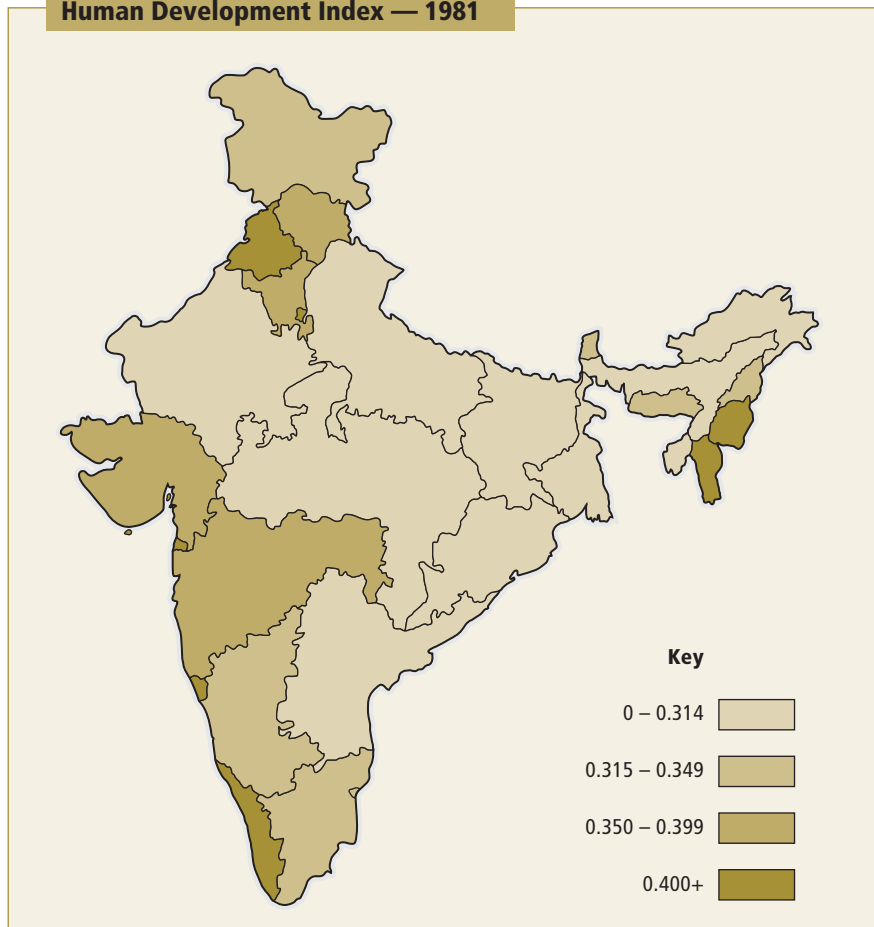 Human Development Index — 1981
Key
0 – 0.314
0.315 – 0.349
0.350 – 0.399
0.400+